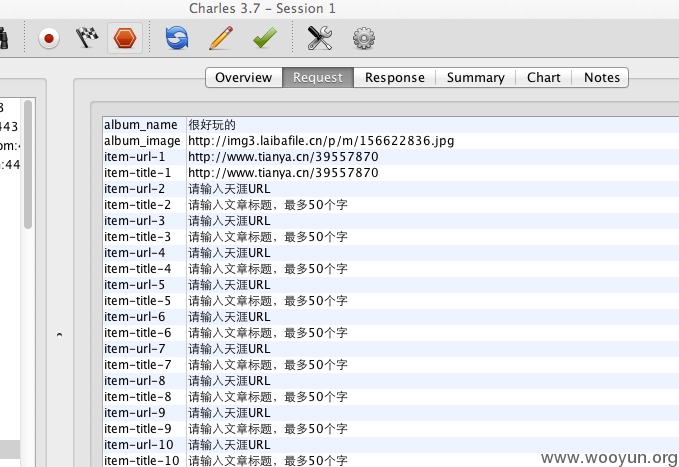 Charles 3.7 - Session 1
Overview Request Response Summary Chart Notes
3
443
om:4
n:44
album_name 很好玩的
album_image http://img3.laibafile.cn/p/m/156622836.jpg
item-url-1 http://www.tianya.cn/39557870
item-title-1 http://www.tianya.cn/39557870
item-url-2 请输入天涯URL
item-title-2 请输入文章标题，最多50个字
item-url-3 请输入天涯URL
item-title-3 请输入文章标题，最多50个字
item-url-4 请输入天涯URL
item-title-4 请输入文章标题，最多50个字
item-url-5 请输入天涯URL
item-title-5 请输入文章标题，最多50个字
item-url-6 请输入天涯URL
item-title-6 请输入文章标题，最多50个字
item-url-7 请输入天涯URL
item-title-7 请输入文章标题，最多50个字
item-url-8 请输入天涯URL
item-title-8 请输入文章标题，最多50个字
item-url-9 请输入天涯URL
item-title-9 请输入文章标题，最多50个字
item-url-10 请输入天涯URL
item-title-10 请输入文章标题，最多50个字
www.wooyun.org